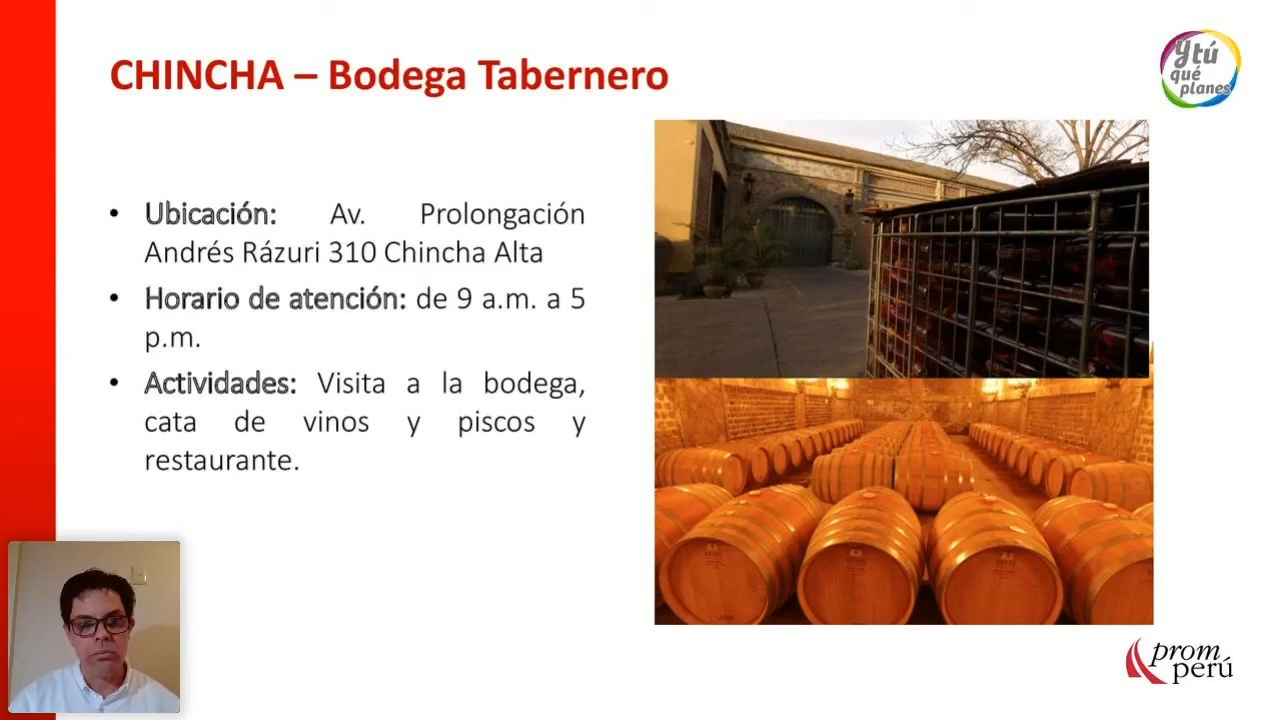 CHINCHA – Bodega Tabernero
Ytú
qué
planes
• Ubicación: Av. Prolongación
Andrés Rázuri 310 Chincha Alta
• Horario de atención: de 9 a.m. a 5
p.m.
• Actividades: Visita a la bodega,
cata de vinos y piscos y
restaurante.
prom
perú